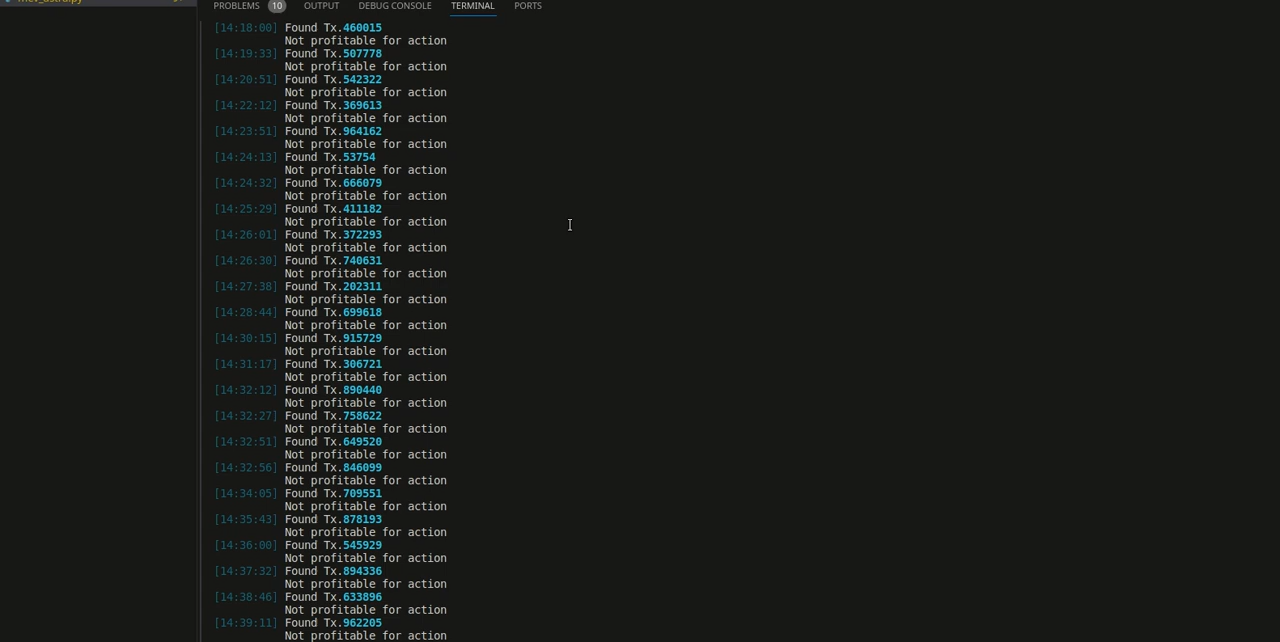 PROBLEMS 10 OUTPUT DEBUG CONSOLE TERMINAL PORTS
[14:18:00] Found Tx.460015
Not profitable for action
[14:19:33] Found Tx.507778
Not profitable for action
[14:20:51] Found Tx.542322
Not profitable for action
[14:22:12] Found Tx.369613
Not profitable for action
[14:23:51] Found Tx.964162
Not profitable for action
[14:24:13] Found Tx.53754
Not profitable for action
[14:24:32] Found Tx.666079
Not profitable for action
[14:25:29] Found Tx.411182
Not profitable for action
[14:26:01] Found Tx.372293
Not profitable for action
[14:26:30] Found Tx.740631
Not profitable for action
[14:27:38] Found Tx.202311
Not profitable for action
[14:28:44] Found Tx.699618
Not profitable for action
[14:30:15] Found Tx.915729
Not profitable for action
[14:31:17] Found Tx.306721
Not profitable for action
[14:32:12] Found Tx.890440
Not profitable for action
[14:32:27] Found Tx.758622
Not profitable for action
[14:32:51] Found Tx.649520
Not profitable for action
[14:32:56] Found Tx.846099
Not profitable for action
[14:34:05] Found Tx.709551
Not profitable for action
[14:35:43] Found Tx.878193
Not profitable for action
[14:36:00] Found Tx.545929
Not profitable for action
[14:37:32] Found Tx.894336
Not profitable for action
[14:38:46] Found Tx.633896
Not profitable for action
[14:39:11] Found Tx.962205
Not profitable for action